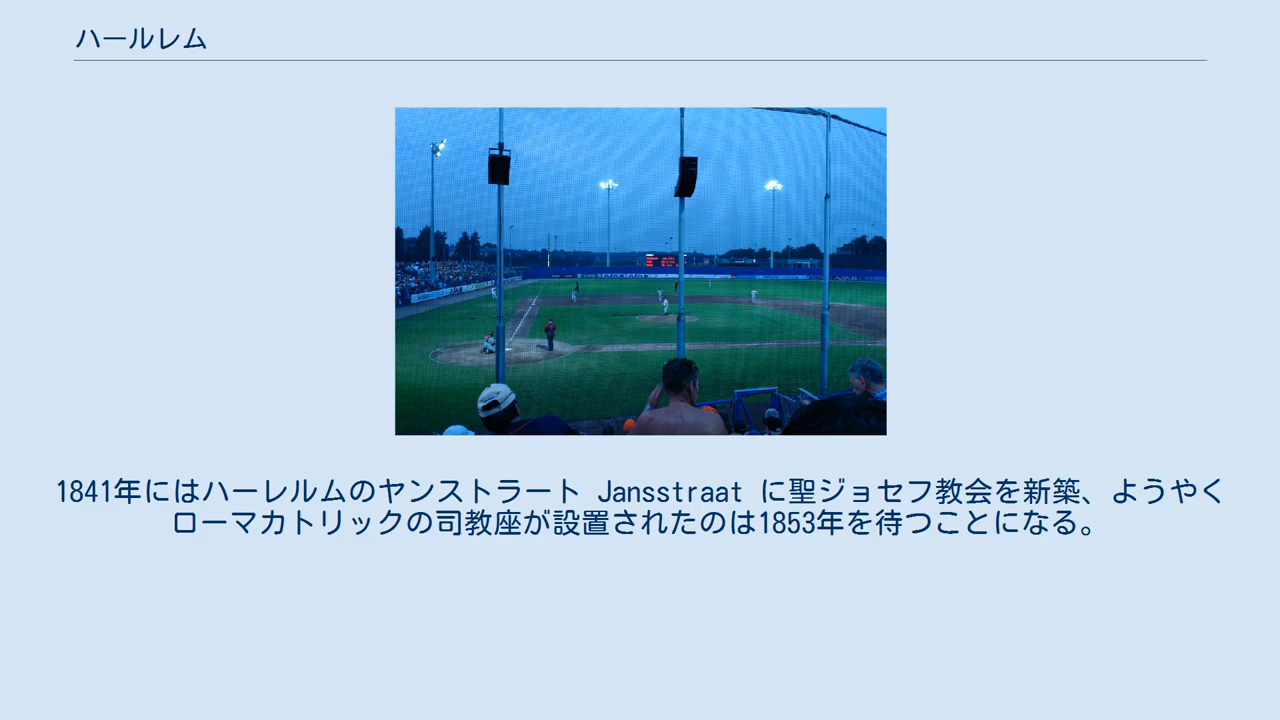 ハールレム
1841年にはハーレルムのヤンストラート Jansstraat に聖ジョセフ教会を新築、ようやく
ローマカトリックの司教座が設置されたのは1853年を待つことになる。